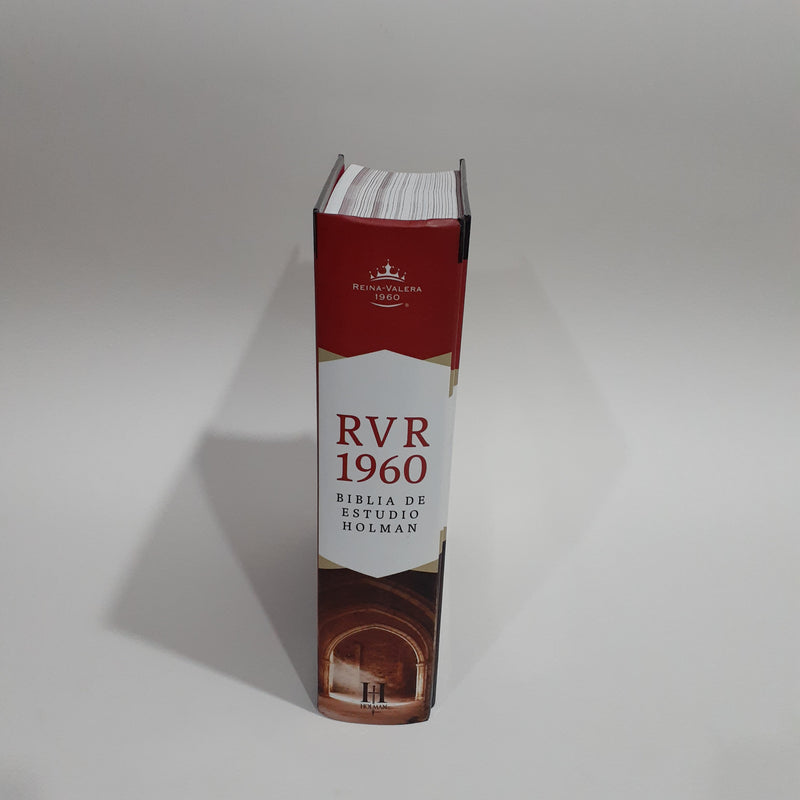 REINA-VALERA
1960
®
RVR
1960
BIBLIA DE
ESTUDIO
HOLMAN
H
HOLMAN